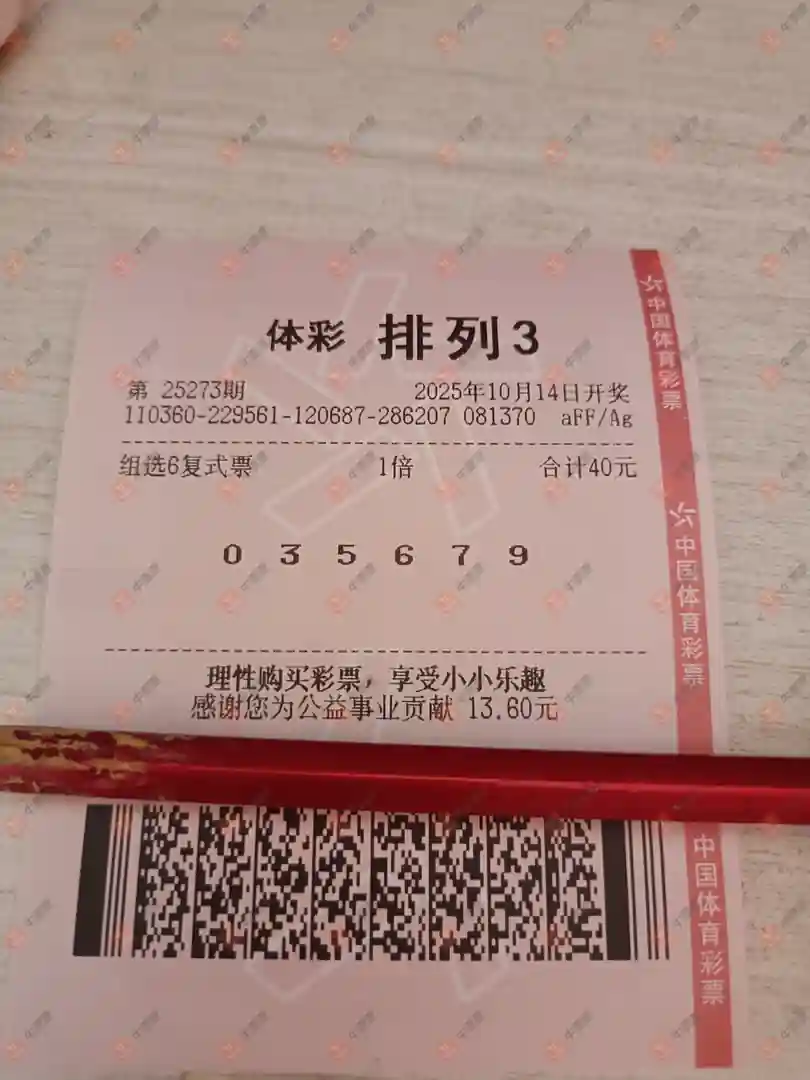 体彩 排列3
第 25273期 2025年10月14日开奖
110360-229561-120687-286207 081370 aFF/Ag
组选6复式票 1倍 合计40元
0 3 5 6 7 9
理性购买彩票，享受小小乐趣
感谢您为公益事业贡献 13.60元
中国体育彩票
中国体育彩票
中国体育彩票